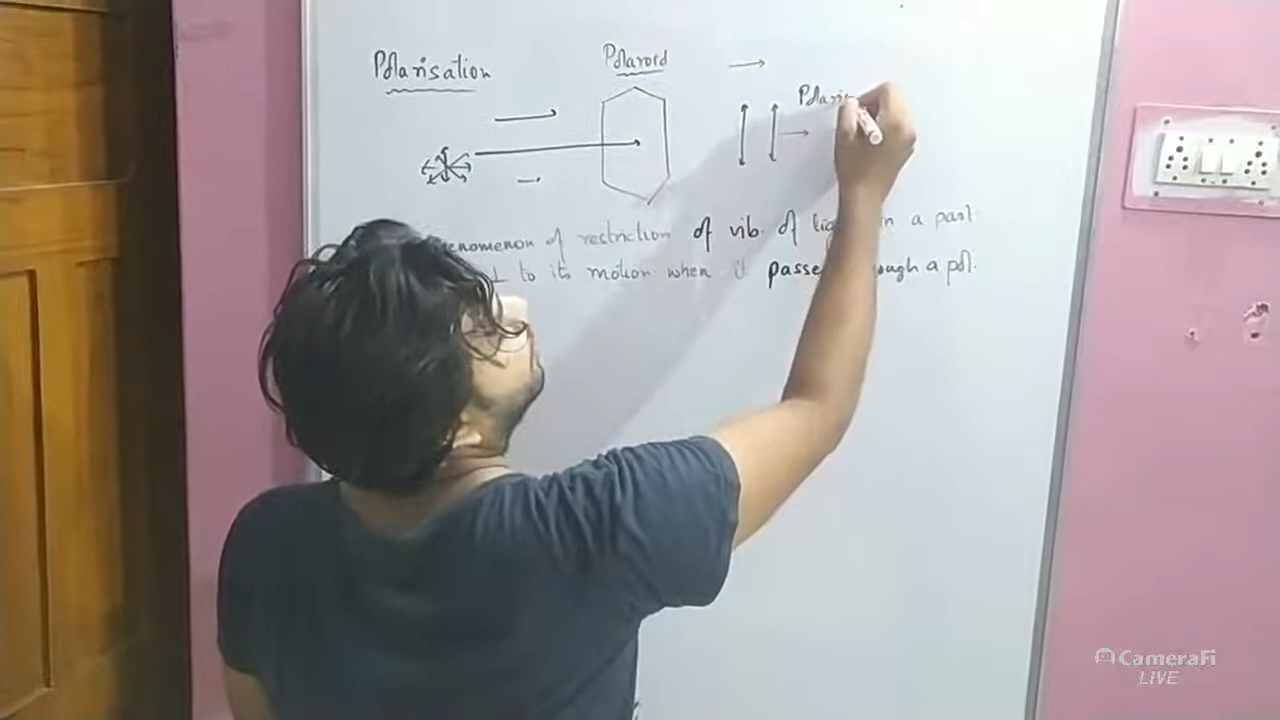 Polarisation
Polaroid
Polaris
enomenon of restriction of vib. of lig n a part
⊥ to its motion when it passe ough a pol.
CameraFi
LIVE